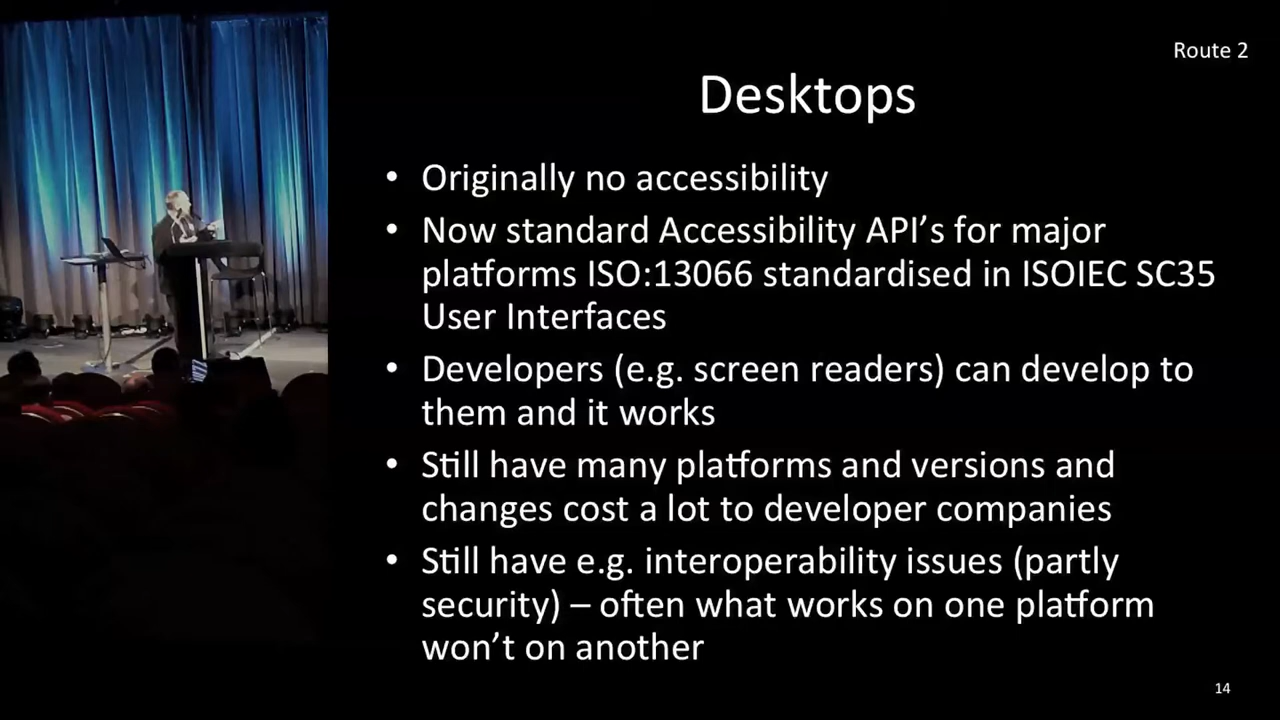 Route 2
Desktops
• Originally no accessibility
• Now standard Accessibility API’s for major
platforms ISO:13066 standardised in ISOIEC SC35
User Interfaces
• Developers (e.g. screen readers) can develop to
them and it works
• Still have many platforms and versions and
changes cost a lot to developer companies
• Still have e.g. interoperability issues (partly
security) – often what works on one platform
won’t on another
14